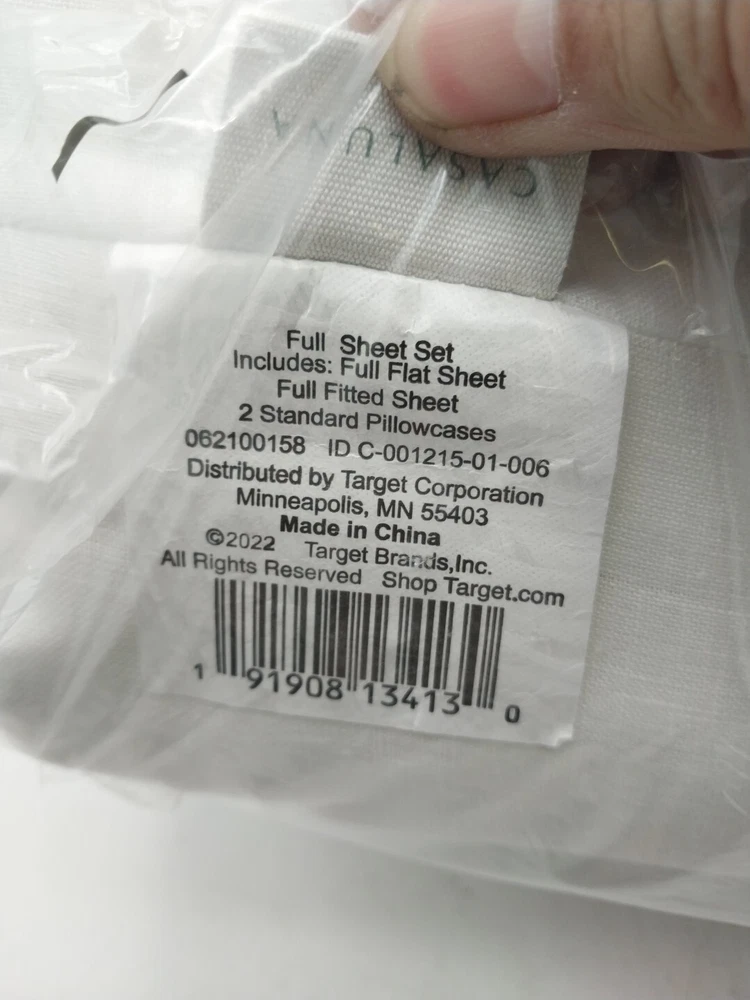 CASALUNA
Full Sheet Set
Includes: Full Flat Sheet
Full Fitted Sheet
2 Standard Pillowcases
062100158 ID C-001215-01-006
Distributed by Target Corporation
Minneapolis, MN 55403
Made in China
©2022 Target Brands,Inc.
All Rights Reserved Shop Target.com
1 91908 13413 0